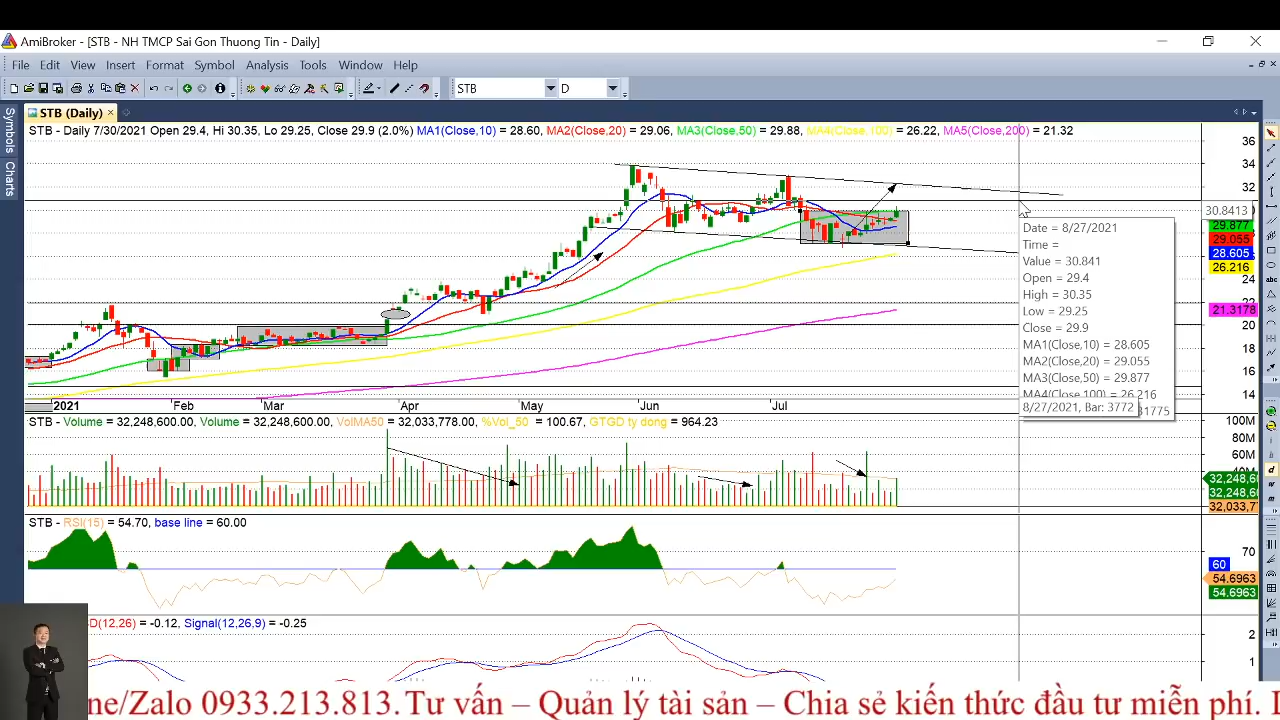 AmiBroker - [STB - NH TMCP Sai Gon Thuong Tin - Daily]
File Edit View Insert Format Symbol Analysis Tools Window Help
STB D
STB (Daily)
Symbols
Charts
STB - Daily 7/30/2021 Open 29.4, Hi 30.35, Lo 29.25, Close 29.9 (2.0%) MA1(Close,10) = 28.60, MA2(Close,20) = 29.06, MA3(Close,50) = 29.88, MA4(Close,100) = 26.22, MA5(Close,200) = 21.32
36
34
32
30.8413
29.877
29.055
28.605
26.216
24
22
21.3178
20
18
16
14
Date = 8/27/2021
Time =
Value = 30.841
Open = 29.4
High = 30.35
Low = 29.25
Close = 29.9
MA1(Close,10) = 28.605
MA2(Close,20) = 29.055
MA3(Close,50) = 29.877
MA4(Close,100) = 26.216
8/27/2021, Bar: 3772
31775
2021 Feb Mar Apr May Jun Jul
STB - Volume = 32,248,600.00, Volume = 32,248,600.00, VolMA50 = 32,033,778.00, %Vol_50 = 100.67, GTGD ty dong = 964.23
100M
80M
60M
32,248,60
32,248,60
32,033,77
STB - RSI(15) = 54.70, base line = 60.00
70
60
54.6963
54.6963
D(12,26) = -0.12, Signal(12,26,9) = -0.25
2
1
ne/Zalo 0933.213.813.Tư vấn – Quản lý tài sản – Chia sẻ kiến thức đầu tư miễn phí.